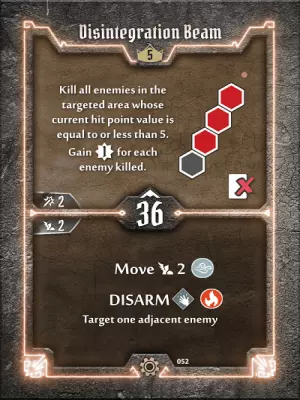 Disintegration Beam
5
Kill all enemies in the
targeted area whose
current hit point value is
equal to or less than 5.
Gain 1 for each
enemy killed.
2
36
2
Move 2
DISARM
Target one adjacent enemy
052